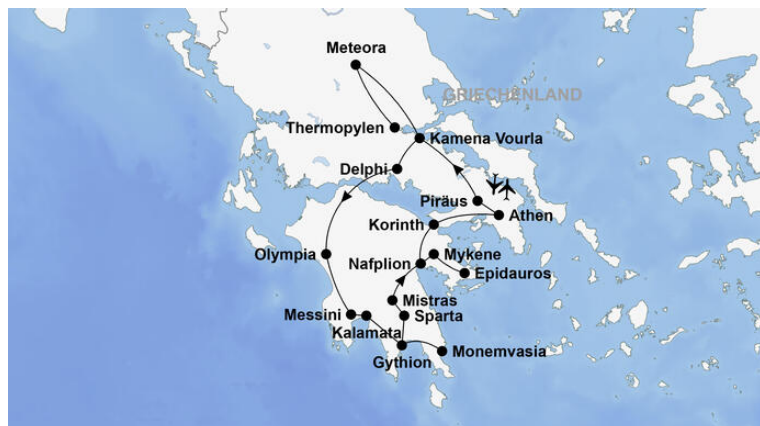 Meteora
GRIECHENLAND
Thermopylen
Kamena Vourla
Delphi
Piräus
Athen
Korinth
Olympia
Nafplion
Mykene
Epidauros
Mistras
Messini
Sparta
Kalamata
Gythion
Monemvasia